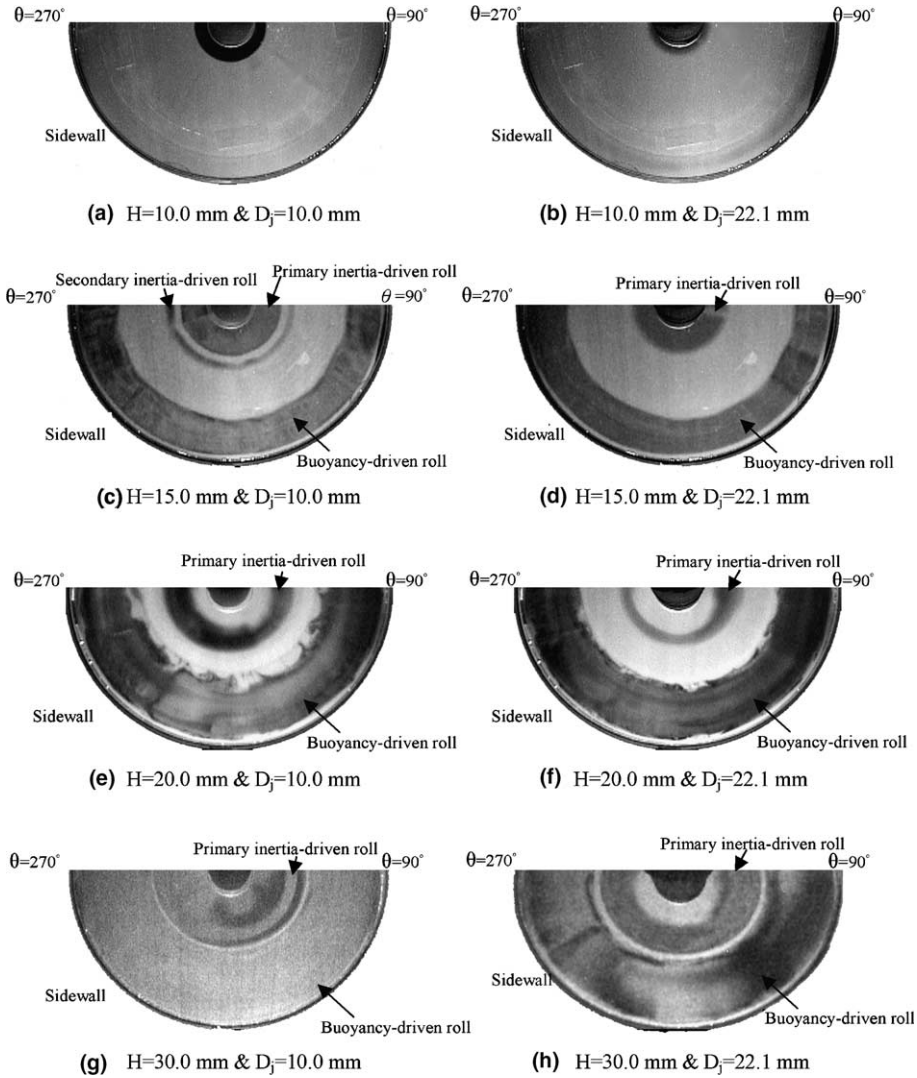 θ=270° θ=90° θ=270° θ=90°
Sidewall Sidewall
(a) H=10.0 mm & Dj=10.0 mm (b) H=10.0 mm & Dj=22.1 mm
Secondary inertia-driven roll Primary inertia-driven roll Primary inertia-driven roll
θ=270° θ=90° θ=270° θ=90°
Sidewall Sidewall
Buoyancy-driven roll Buoyancy-driven roll
(c) H=15.0 mm & Dj=10.0 mm (d) H=15.0 mm & Dj=22.1 mm
Primary inertia-driven roll Primary inertia-driven roll
θ=270° θ=90° θ=270° θ=90°
Sidewall Sidewall
Buoyancy-driven roll Buoyancy-driven roll
(e) H=20.0 mm & Dj=10.0 mm (f) H=20.0 mm & Dj=22.1 mm
Primary inertia-driven roll Primary inertia-driven roll
θ=270° θ=90° θ=270° θ=90°
Sidewall Sidewall
Buoyancy-driven roll Buoyancy-driven roll
(g) H=30.0 mm & Dj=10.0 mm (h) H=30.0 mm & Dj=22.1 mm